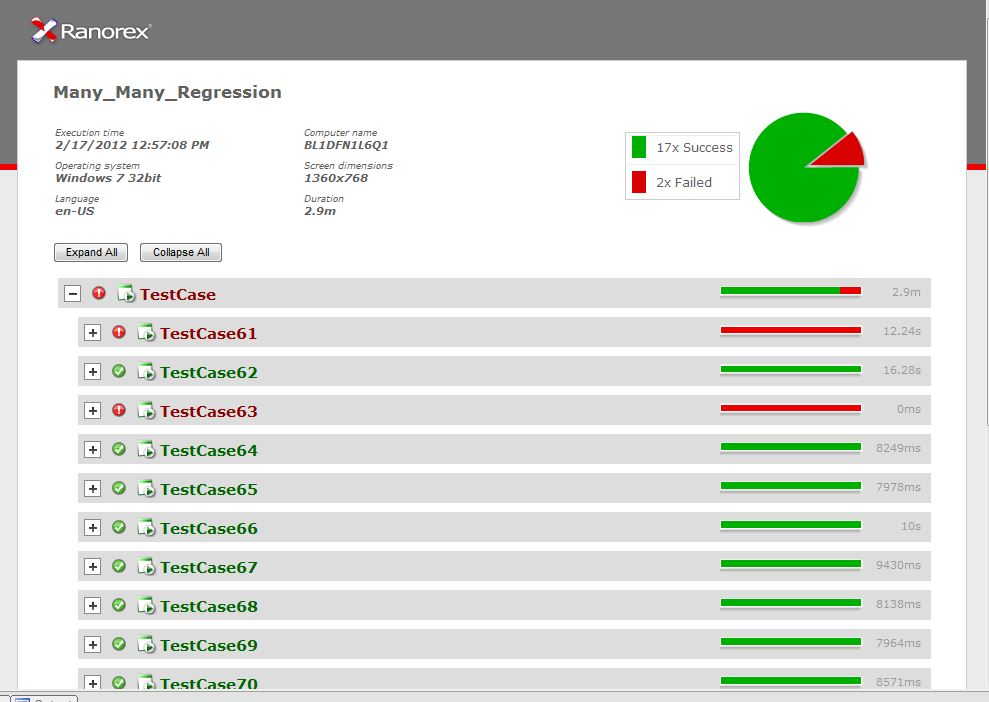 Ranorex®
Many_Many_Regression
Execution time
2/17/2012 12:57:08 PM
Computer name
BL1DFN1L6Q1
Operating system
Windows 7 32bit
Screen dimensions
1360x768
Language
en-US
Duration
2.9m
17x Success
2x Failed
Expand All
Collapse All
TestCase 2.9m
TestCase61 12.24s
TestCase62 16.28s
TestCase63 0ms
TestCase64 8249ms
TestCase65 7978ms
TestCase66 10s
TestCase67 9430ms
TestCase68 8138ms
TestCase69 7964ms
TestCase70 8571ms